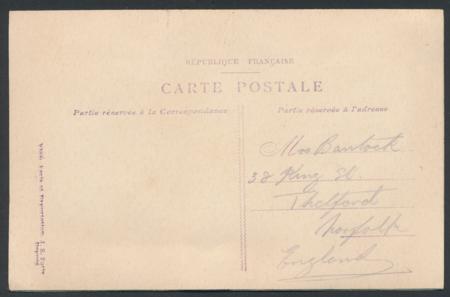 RÉPUBLIQUE FRANÇAISE
CARTE POSTALE
Partie réservée à la Correspondance
Partie réservée à l'adresse
Mrs Bantock
38 King St.
Thetford
Norfolk
England